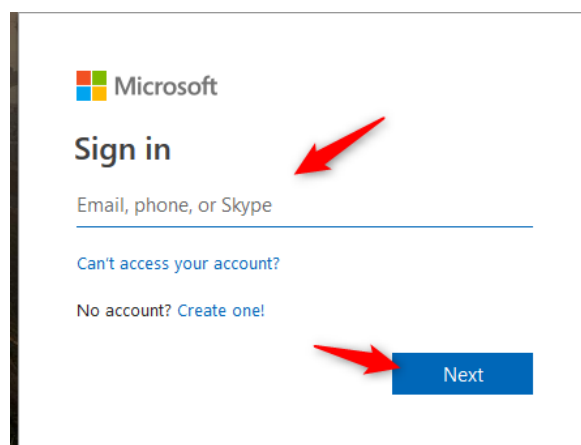 Microsoft
Sign in
Email, phone, or Skype
Can't access your account?
No account? Create one!
Next